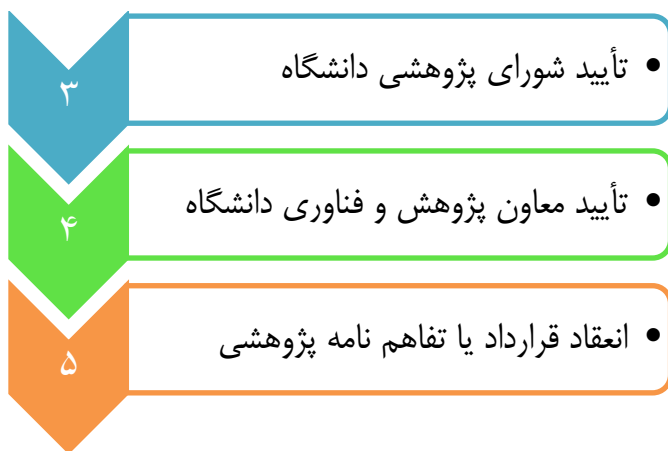 ۳
• تأیید شورای پژوهشی دانشگاه
۴
• تأیید معاون پژوهش و فناوری دانشگاه
۵
• انعقاد قرارداد یا تفاهم نامه پژوهشی